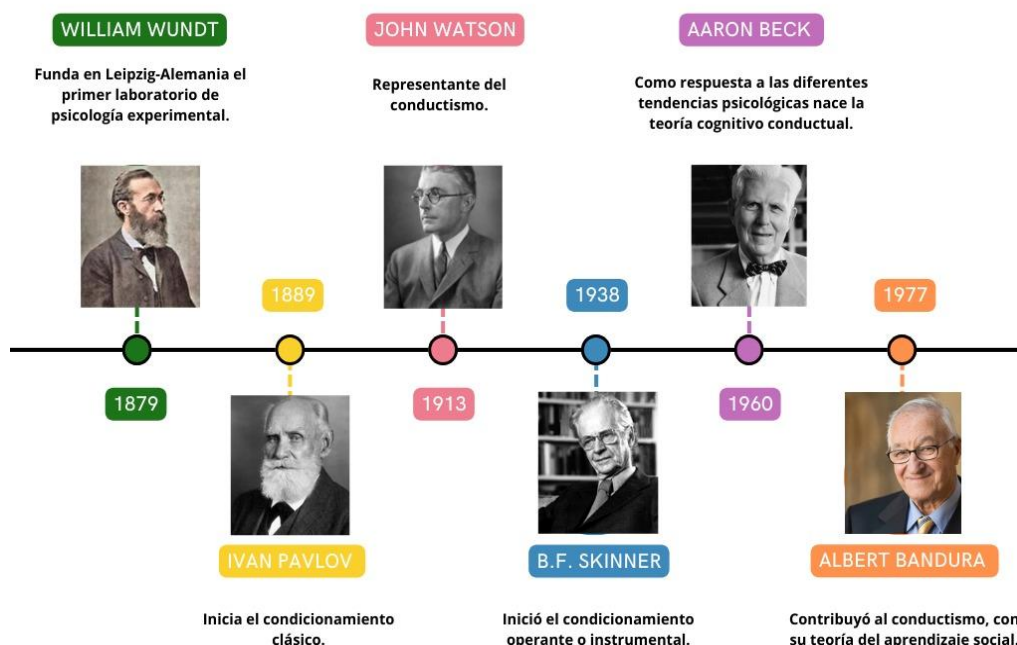 WILLIAM WUNDT
Funda en Leipzig-Alemania el
primer laboratorio de
psicología experimental.
1879
1889
IVAN PAVLOV
Inicia el condicionamiento
clásico.
JOHN WATSON
Representante del
conductismo.
1913
1938
B.F. SKINNER
Inició el condicionamiento
operante o instrumental.
AARON BECK
Como respuesta a las diferentes
tendencias psicológicas nace la
teoría cognitivo conductual.
1960
1977
ALBERT BANDURA
Contribuyó al conductismo, con
su teoría del aprendizaje social.